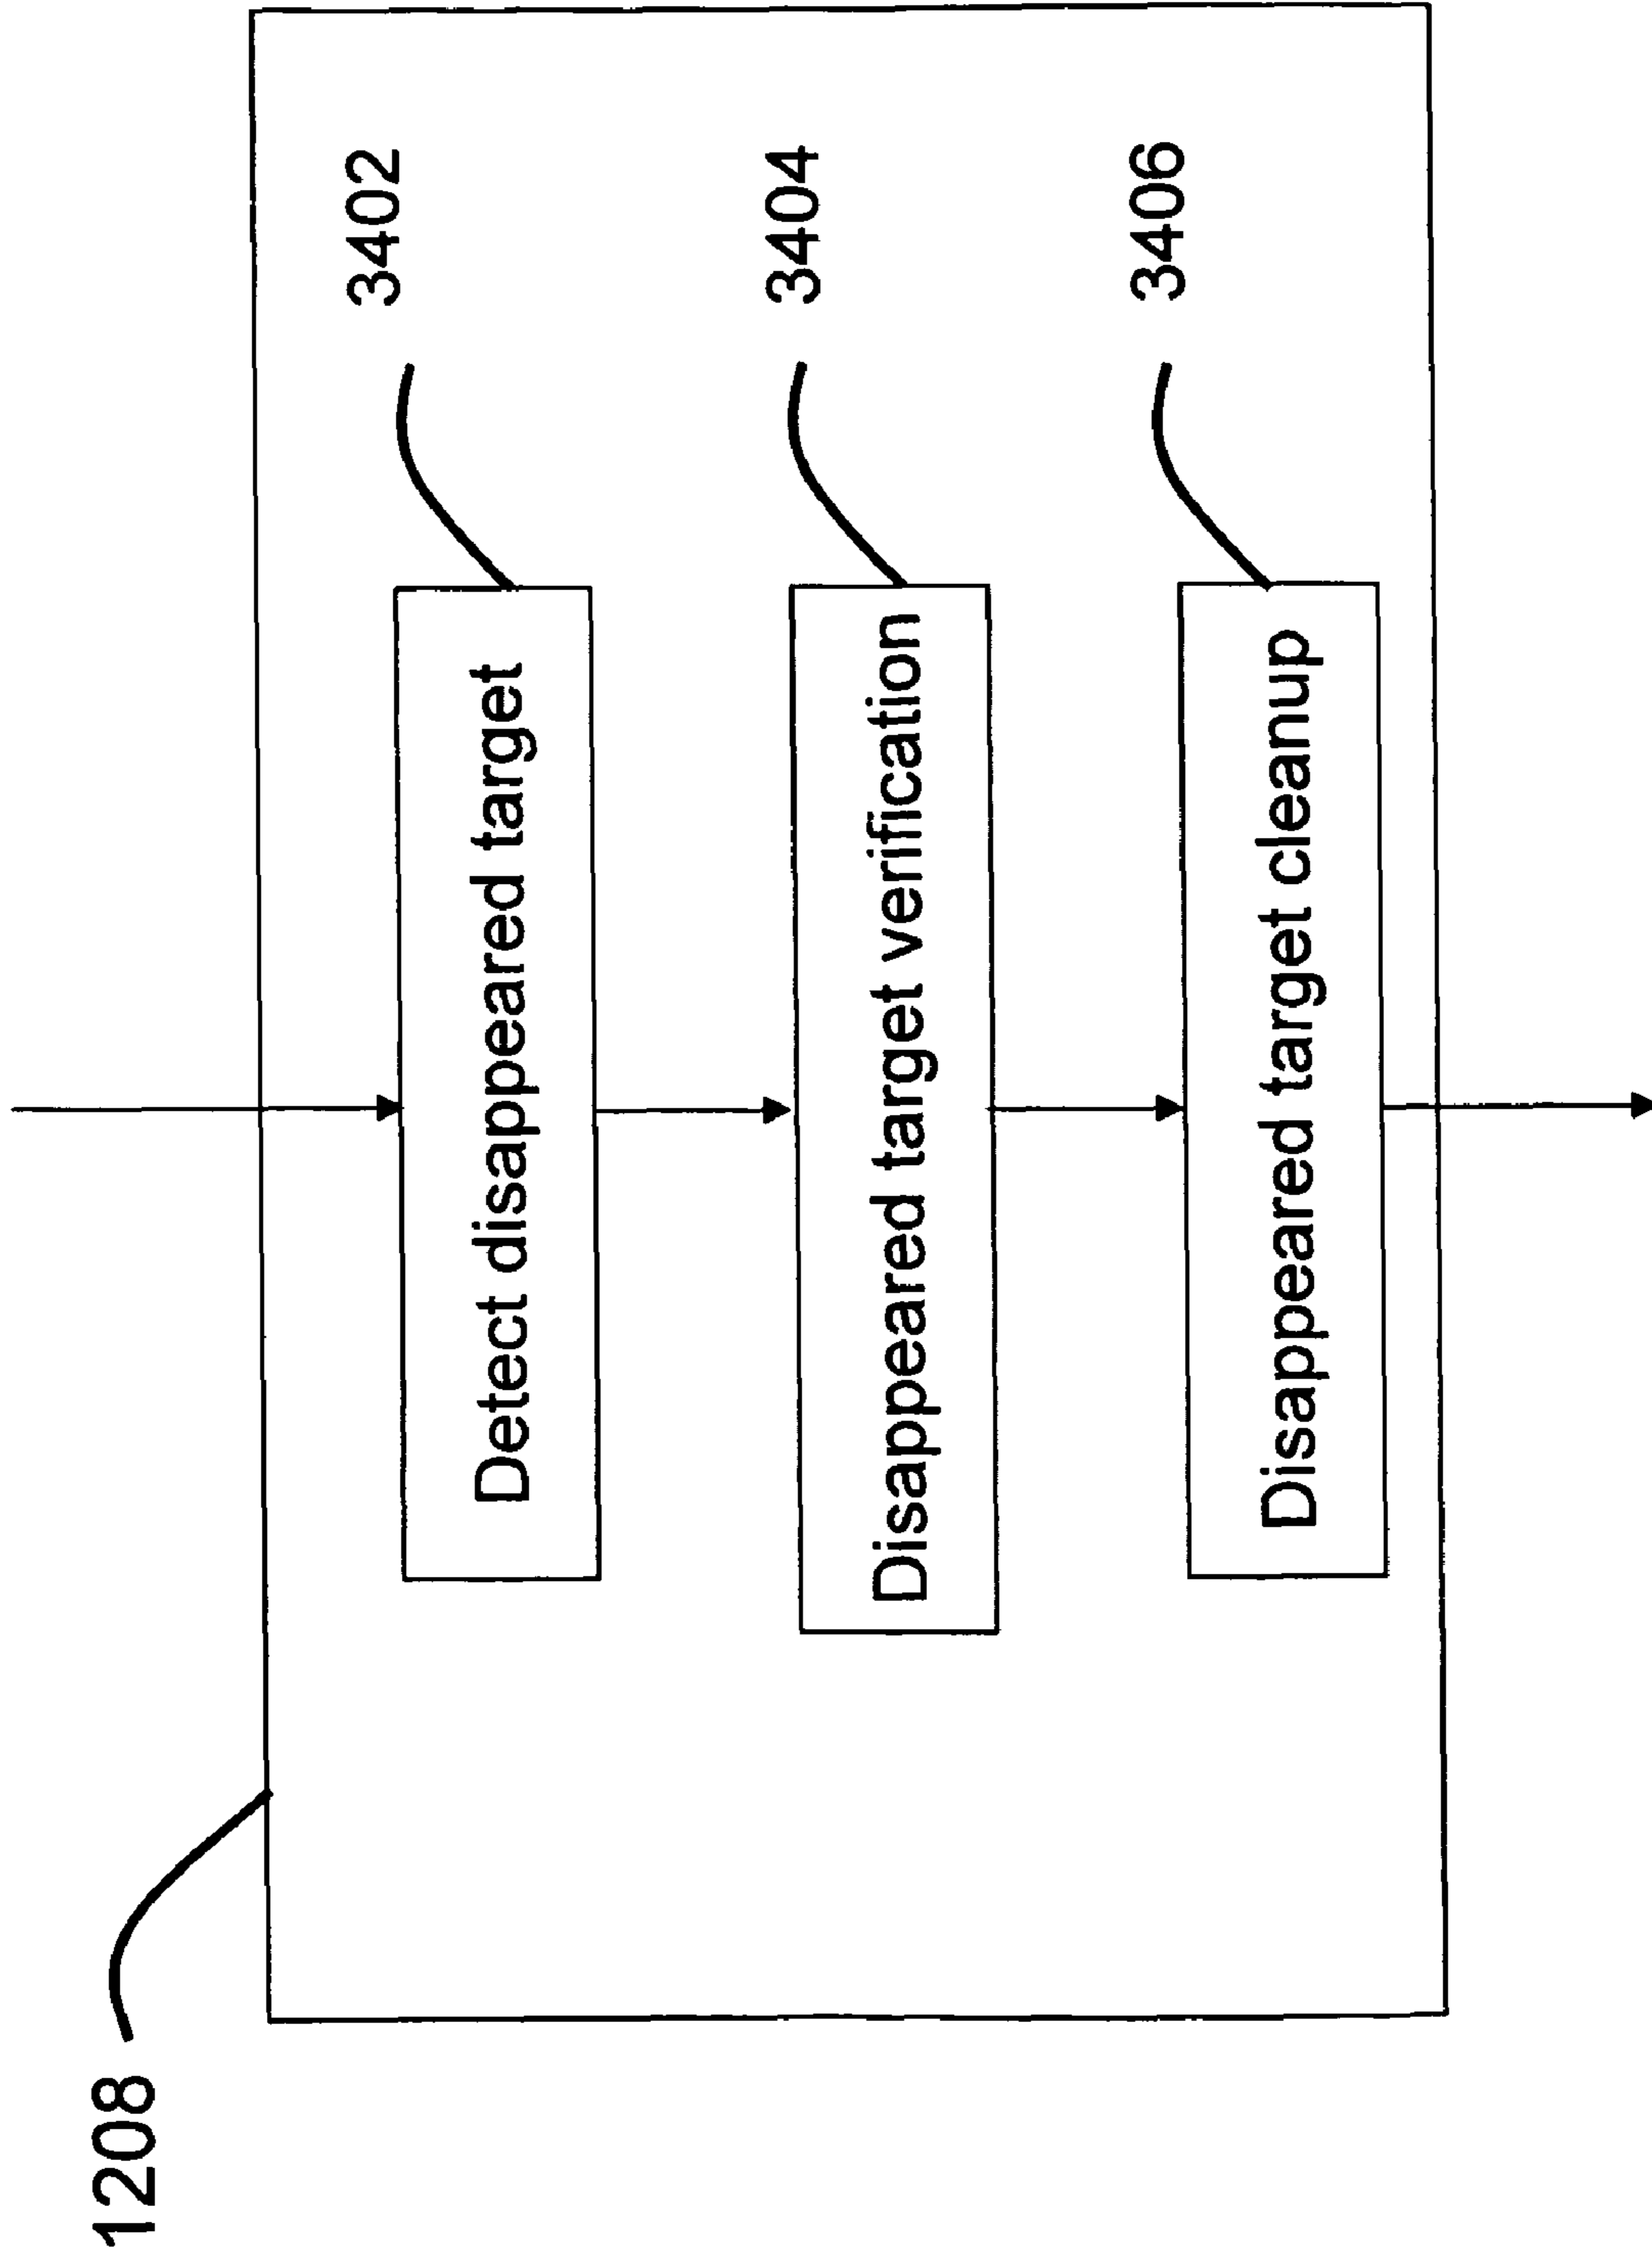 1208
Detect disappeared target
3402
Disappeared target verification
3404
Disappeared target cleanup
3406